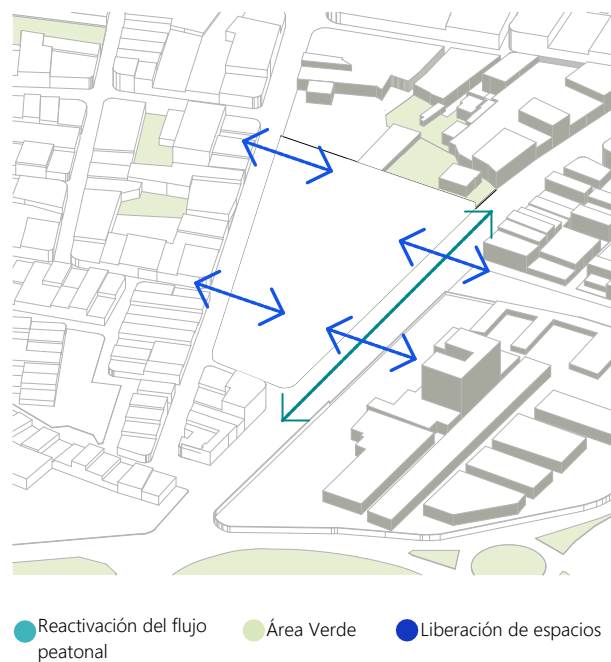 Reactivación del flujo
peatonal
Área Verde
Liberación de espacios